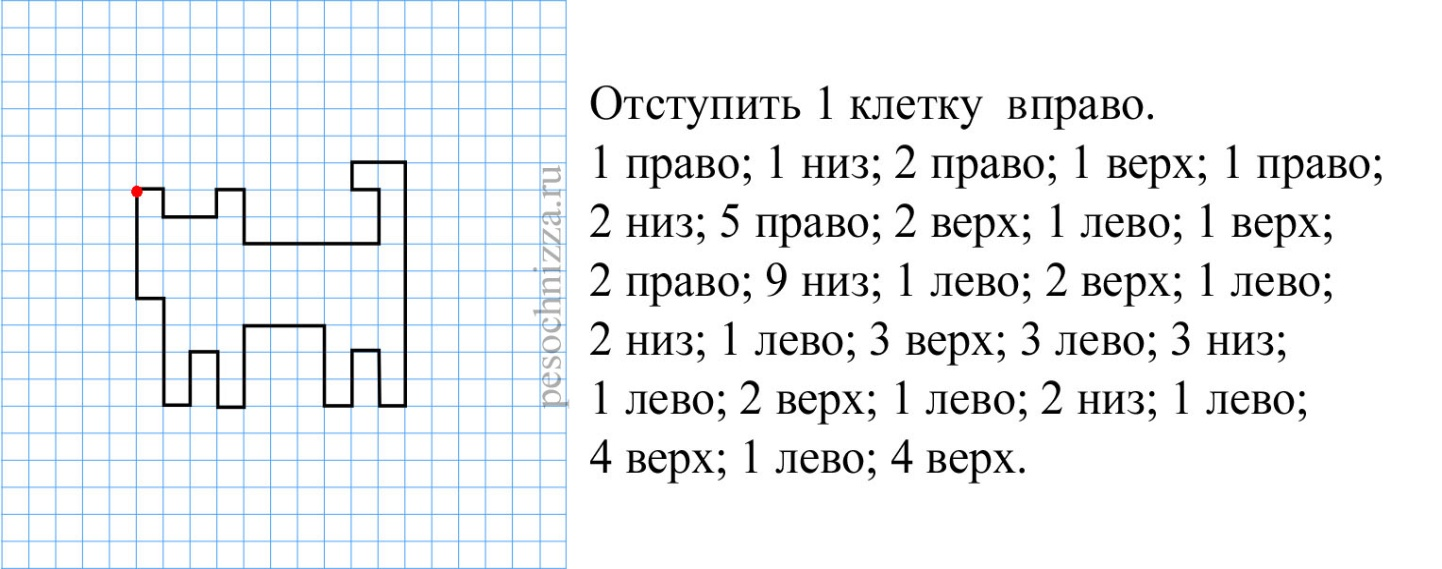 Отступить 1 клетку вправо.
1 право; 1 низ; 2 право; 1 верх; 1 право;
2 низ; 5 право; 2 верх; 1 лево; 1 верх;
2 право; 9 низ; 1 лево; 2 верх; 1 лево;
2 низ; 1 лево; 3 верх; 3 лево; 3 низ;
1 лево; 2 верх; 1 лево; 2 низ; 1 лево;
4 верх; 1 лево; 4 верх.
pesochnizza.ru